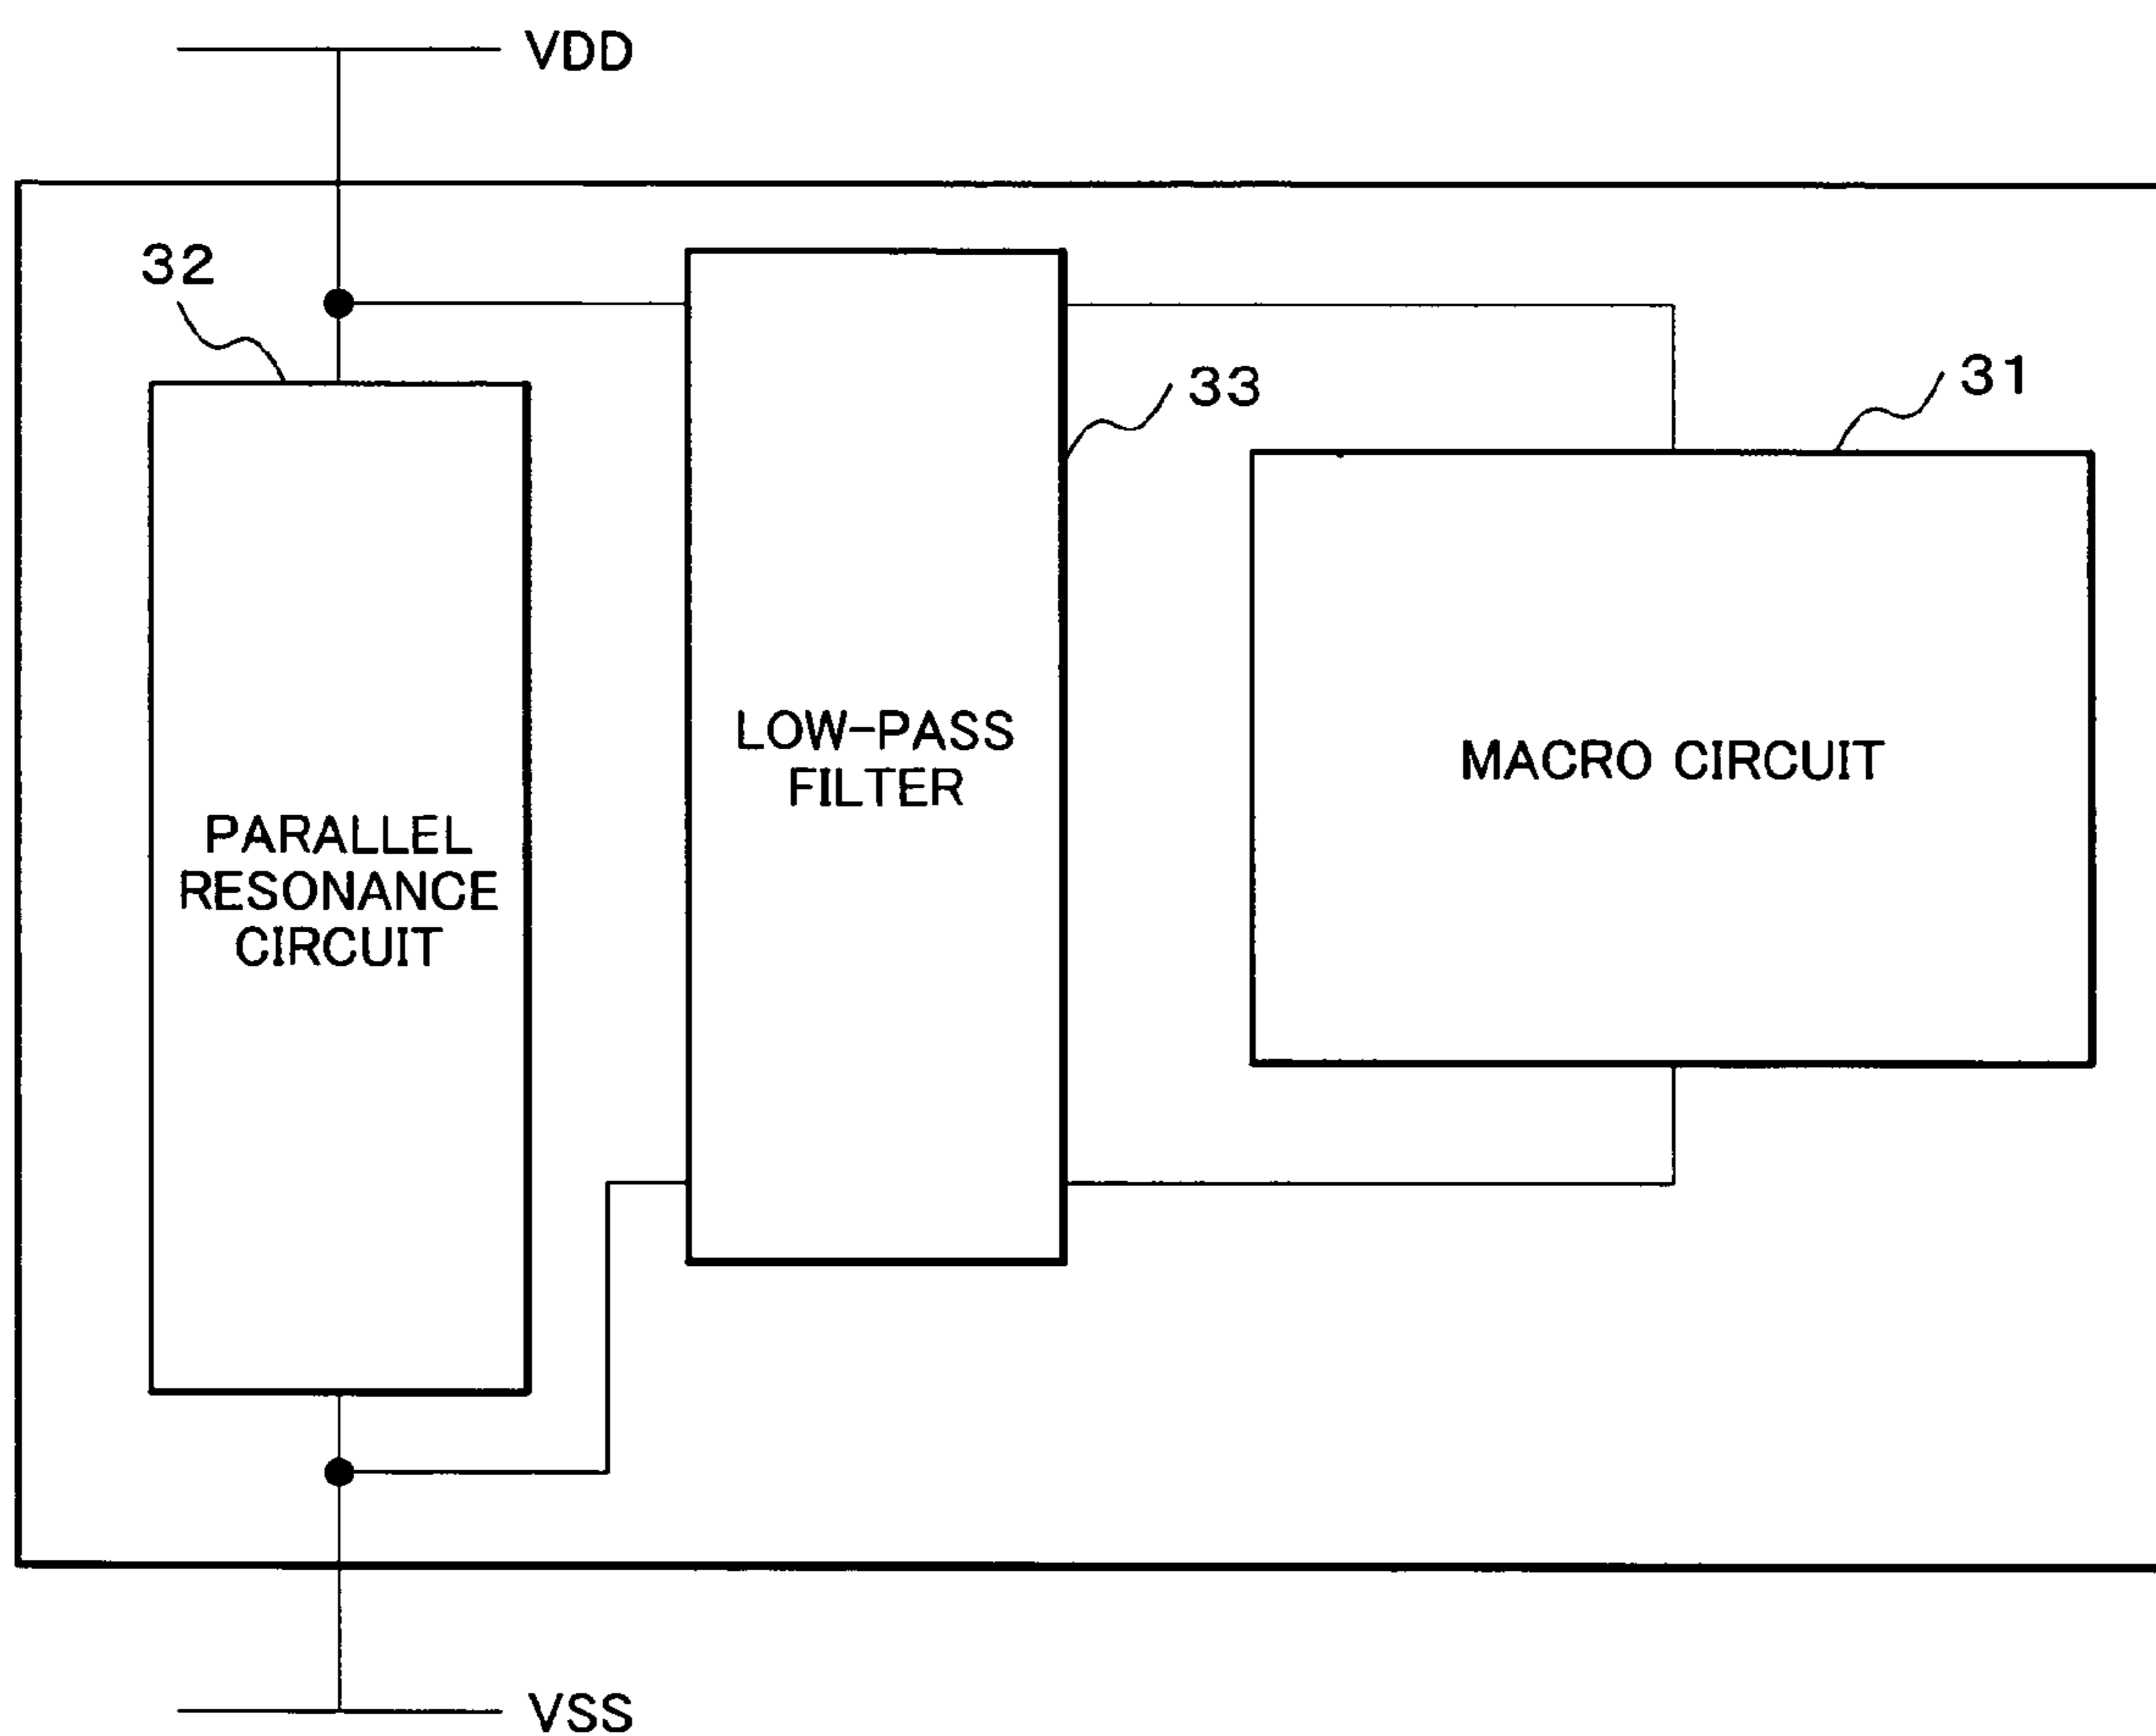 VDD
32
33
31
LOW-PASS
FILTER
MACRO CIRCUIT
PARALLEL
RESONANCE
CIRCUIT
VSS